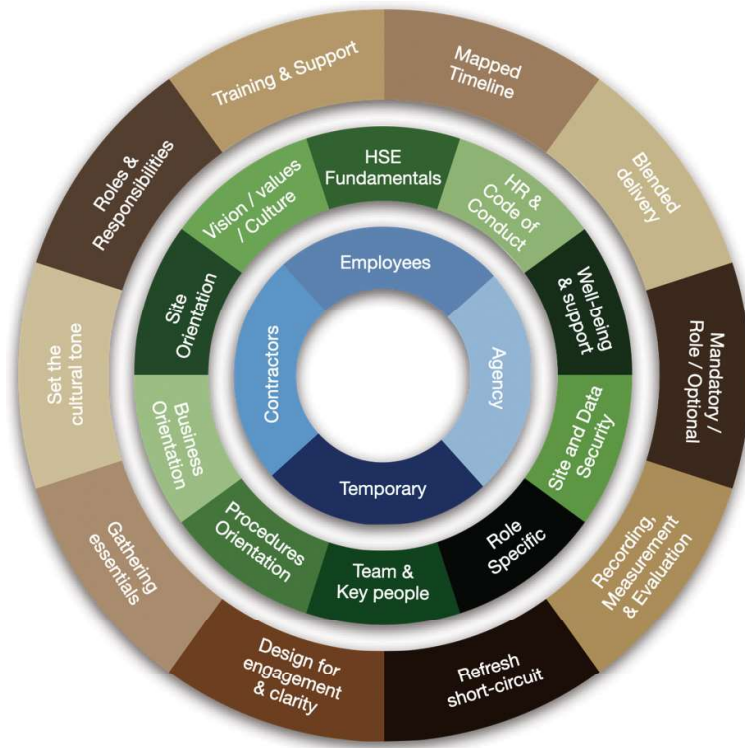 Training & Support
Mapped
Timeline
Blended
delivery
Mandatory /
Role / Optional
Recording,
Measurement
& Evaluation
Refresh
short-circuit
Design for
engagement
& clarity
Gathering
essentials
Set the
cultural tone
Roles &
Responsibilities
HSE
Fundamentals
HR &
Code of
Conduct
Well-being
& support
Site and Data
Security
Role
Specific
Team &
Key people
Procedures
Orientation
Business
Orientation
Site
Orientation
Vision / values
/ Culture
Employees
Agency
Temporary
Contractors